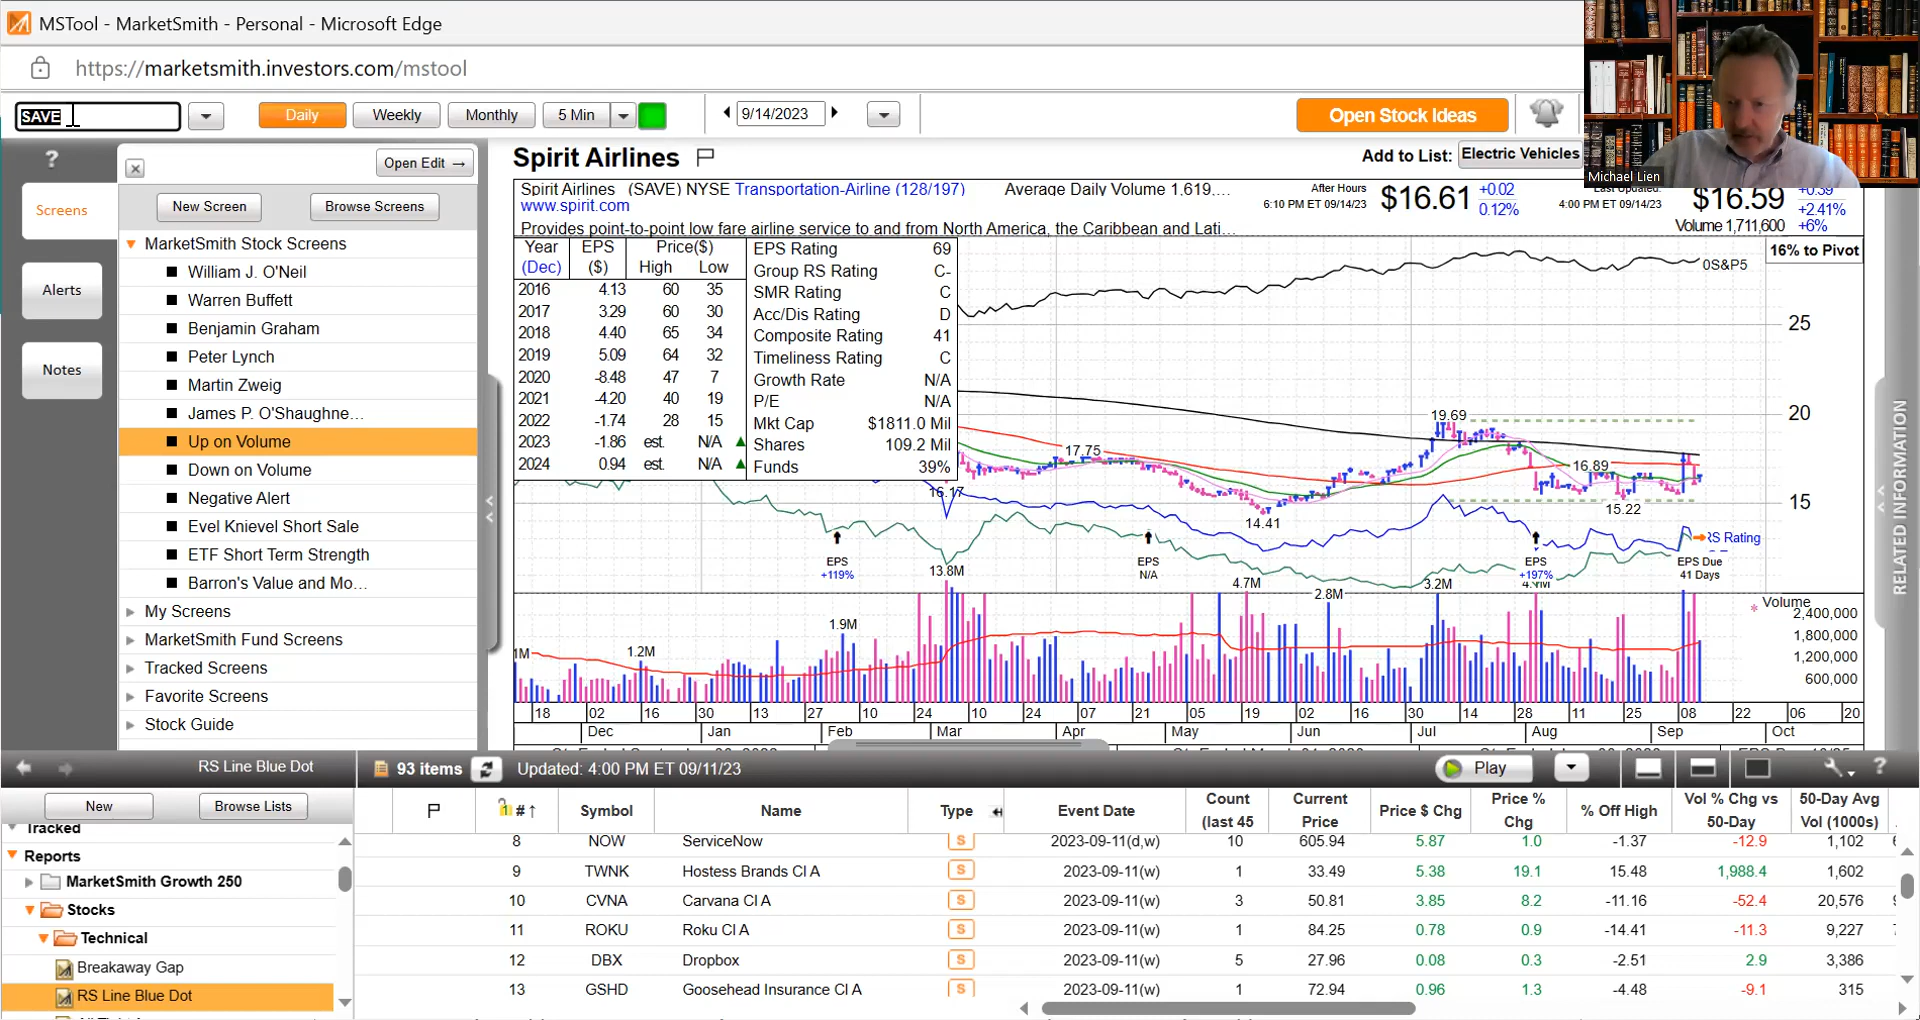 MSTool - MarketSmith - Personal - Microsoft Edge
https://marketsmith.investors.com/mstool
SAVE
Daily
Weekly
Monthly
5 Min
9/14/2023
Open Stock Ideas
Michael Lien
?
Screens
Alerts
Notes
Open Edit →
New Screen
Browse Screens
MarketSmith Stock Screens
William J. O'Neil
Warren Buffett
Benjamin Graham
Peter Lynch
Martin Zweig
James P. O'Shaughne...
Up on Volume
Down on Volume
Negative Alert
Evel Knievel Short Sale
ETF Short Term Strength
Barron's Value and Mo...
My Screens
MarketSmith Fund Screens
Tracked Screens
Favorite Screens
Stock Guide
Spirit Airlines
Add to List: Electric Vehicles
Spirit Airlines (SAVE) NYSE Transportation-Airline (128/197) Average Daily Volume 1,619....
www.spirit.com
Provides point-to-point low fare airline service to and from North America, the Caribbean and Lati...
After Hours
6:10 PM ET 09/14/23
$16.61
+0.02
0.12%
4:00 PM ET 09/14/23
$16.59
+2.41%
Volume 1,711,600
+6%
Year EPS Price($)
(Dec) ($) High Low
2016 4.13 60 35
2017 3.29 60 30
2018 4.40 65 34
2019 5.09 64 32
2020 -8.48 47 7
2021 -4.20 40 19
2022 -1.74 28 15
2023 -1.86 est. N/A
2024 0.94 est. N/A
EPS Rating 69
Group RS Rating C-
SMR Rating C
Acc/Dis Rating D
Composite Rating 41
Timeliness Rating C
Growth Rate N/A
P/E N/A
Mkt Cap $1811.0 Mil
Shares 109.2 Mil
Funds 39%
16% to Pivot
0S&P5
25
20
15
19.69
17.75
16.89
16.17
15.22
14.41
RS Rating
EPS
+119%
EPS
N/A
EPS
+197%
EPS Due
41 Days
13.8M
4.7M
2.8M
3.2M
1.9M
1.2M
1M
Volume
2,400,000
1,800,000
1,200,000
600,000
18 02 16 30 13 27 10 24 10 24 07 21 05 19 02 16 30 14 28 11 25 08 22 06 20
Dec Jan Feb Mar Apr May Jun Jul Aug Sep Oct
RELATED INFORMATION
RS Line Blue Dot
93 items
Updated: 4:00 PM ET 09/11/23
Play
?
New
Browse Lists
Tracked
Reports
MarketSmith Growth 250
Stocks
Technical
Breakaway Gap
RS Line Blue Dot
# Symbol Name Type Event Date Count (last 45 Current Price Price $ Chg Price % Chg % Off High Vol % Chg vs 50-Day 50-Day Avg Vol (1000s)
8 NOW ServiceNow S 2023-09-11(d,w) 10 605.94 5.87 1.0 -1.37 -12.9 1,102
9 TWNK Hostess Brands Cl A S 2023-09-11(w) 1 33.49 5.38 19.1 15.48 1,988.4 1,602
10 CVNA Carvana Cl A S 2023-09-11(w) 3 50.81 3.85 8.2 -11.16 -52.4 20,576
11 ROKU Roku Cl A S 2023-09-11(w) 1 84.25 0.78 0.9 -14.41 -11.3 9,227
12 DBX Dropbox S 2023-09-11(w) 5 27.96 0.08 0.3 -2.51 2.9 3,386
13 GSHD Goosehead Insurance Cl A S 2023-09-11(w) 1 72.94 0.96 1.3 -4.48 -9.1 315